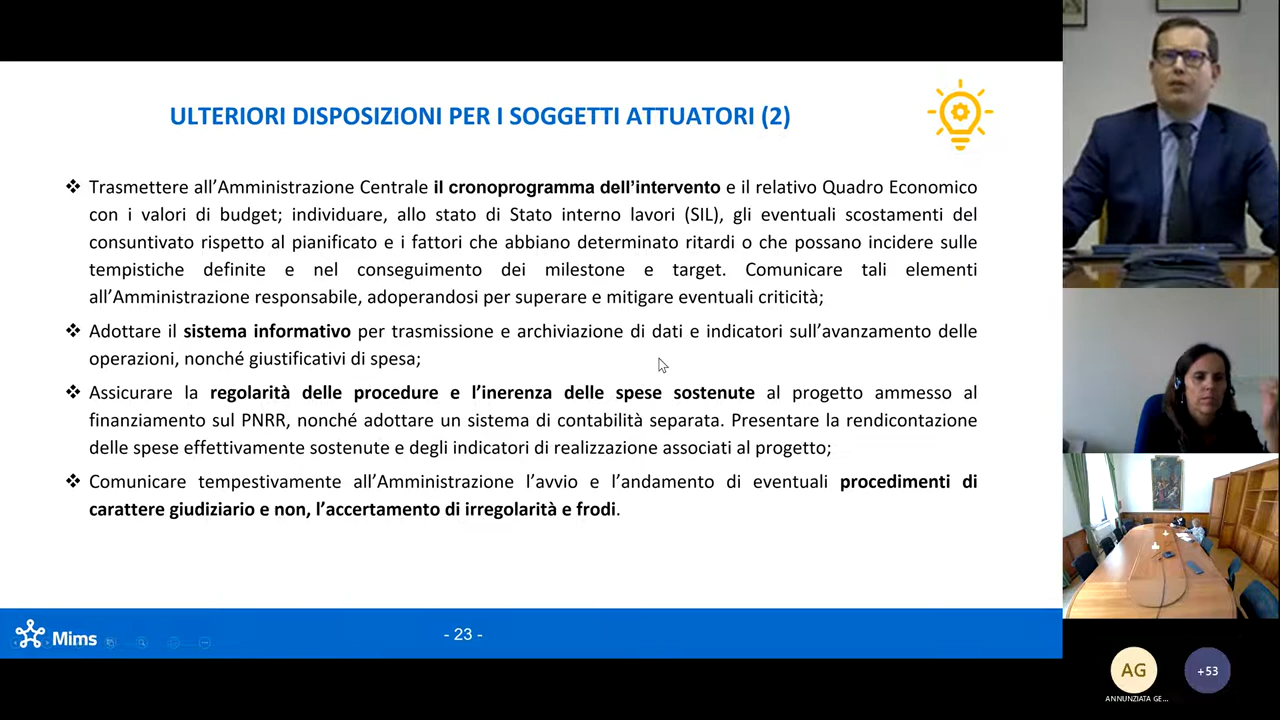 ULTERIORI DISPOSIZIONI PER I SOGGETTI ATTUATORI (2)
❖ Trasmettere all’Amministrazione Centrale il cronoprogramma dell’intervento e il relativo Quadro Economico
con i valori di budget; individuare, allo stato di Stato interno lavori (SIL), gli eventuali scostamenti del
consuntivato rispetto al pianificato e i fattori che abbiano determinato ritardi o che possano incidere sulle
tempistiche definite e nel conseguimento dei milestone e target. Comunicare tali elementi
all’Amministrazione responsabile, adoperandosi per superare e mitigare eventuali criticità;
❖ Adottare il sistema informativo per trasmissione e archiviazione di dati e indicatori sull’avanzamento delle
operazioni, nonché giustificativi di spesa;
❖ Assicurare la regolarità delle procedure e l’inerenza delle spese sostenute al progetto ammesso al
finanziamento sul PNRR, nonché adottare un sistema di contabilità separata. Presentare la rendicontazione
delle spese effettivamente sostenute e degli indicatori di realizzazione associati al progetto;
❖ Comunicare tempestivamente all’Amministrazione l’avvio e l’andamento di eventuali procedimenti di
carattere giudiziario e non, l’accertamento di irregolarità e frodi.
Mims
- 23 -
AG
+53
ANNUNZIATA GE...